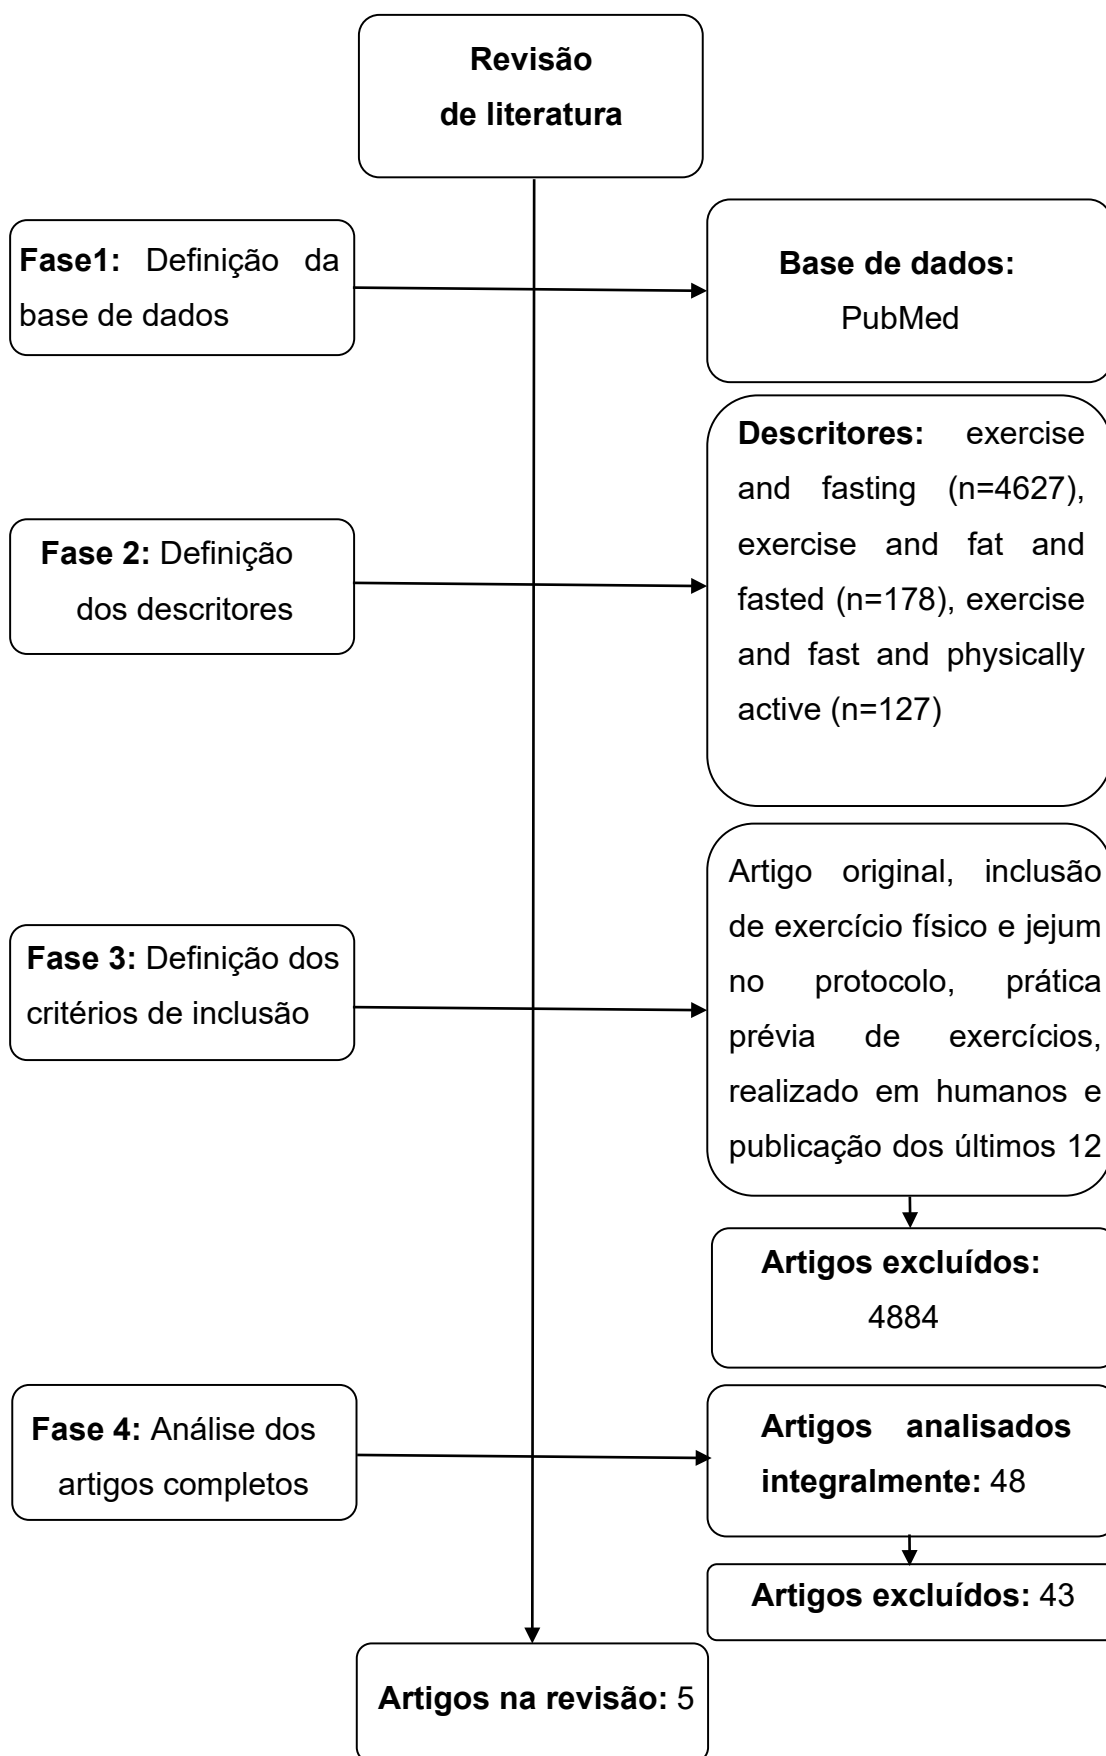 Revisão
de literatura
Fase1: Definição da
base de dados
Base de dados:
PubMed
Fase 2: Definição
dos descritores
Descritores: exercise
and fasting (n=4627),
exercise and fat and
fasted (n=178), exercise
and fast and physically
active (n=127)
Fase 3: Definição dos
critérios de inclusão
Artigo original, inclusão
de exercício físico e jejum
no protocolo, prática
prévia de exercícios,
realizado em humanos e
publicação dos últimos 12
Artigos excluídos:
4884
Fase 4: Análise dos
artigos completos
Artigos analisados
integralmente: 48
Artigos excluídos: 43
Artigos na revisão: 5